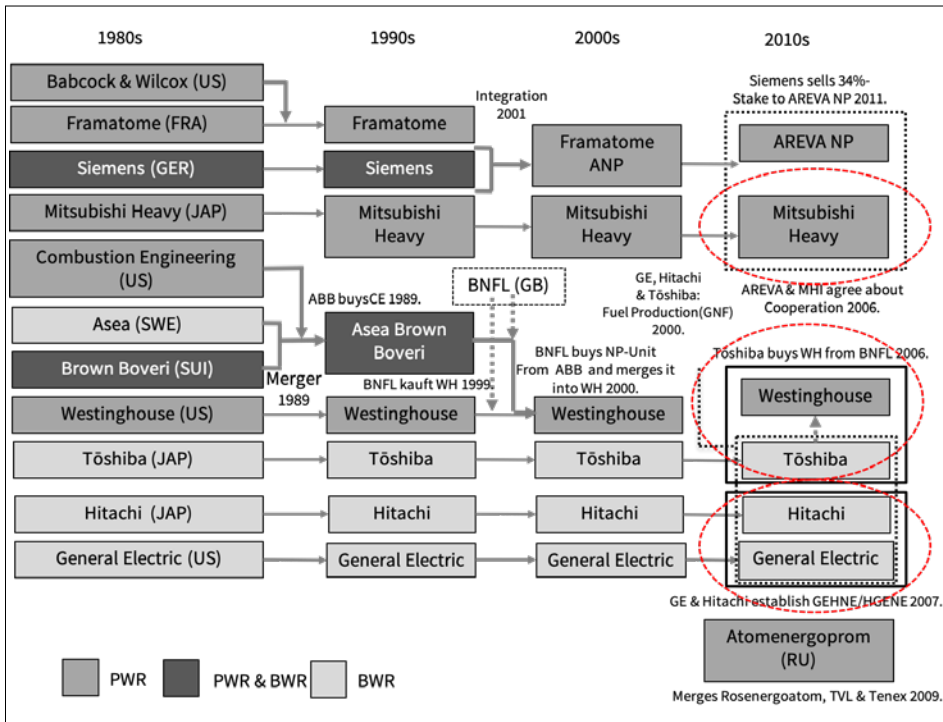 1980s
1990s
2000s
2010s
Babcock & Wilcox (US)
Framatome (FRA)
Siemens (GER)
Mitsubishi Heavy (JAP)
Combustion Engineering
(US)
Asea (SWE)
Brown Boveri (SUI)
Westinghouse (US)
Tōshiba (JAP)
Hitachi (JAP)
General Electric (US)
Merger
1989
ABB buysCE 1989.
Framatome
Siemens
Mitsubishi
Heavy
Asea Brown
Boveri
BNFL kauft WH 1999.
Westinghouse
Tōshiba
Hitachi
General Electric
Integration
2001
BNFL (GB)
Framatome
ANP
Mitsubishi
Heavy
BNFL buys NP-Unit
From ABB and merges it
into WH 2000.
Westinghouse
Tōshiba
Hitachi
General Electric
GE, Hitachi
& Tōshiba:
Fuel Production(GNF)
2000.
Siemens sells 34%-
Stake to AREVA NP 2011.
AREVA NP
Mitsubishi
Heavy
AREVA & MHI agree about
Cooperation 2006.
Tōshiba buys WH from BNFL 2006.
Westinghouse
Tōshiba
Hitachi
General Electric
GE & Hitachi establish GEHNE/HGENE 2007.
Atomenergoprom
(RU)
Merges Rosenergoatom, TVL & Tenex 2009.
PWR
PWR & BWR
BWR